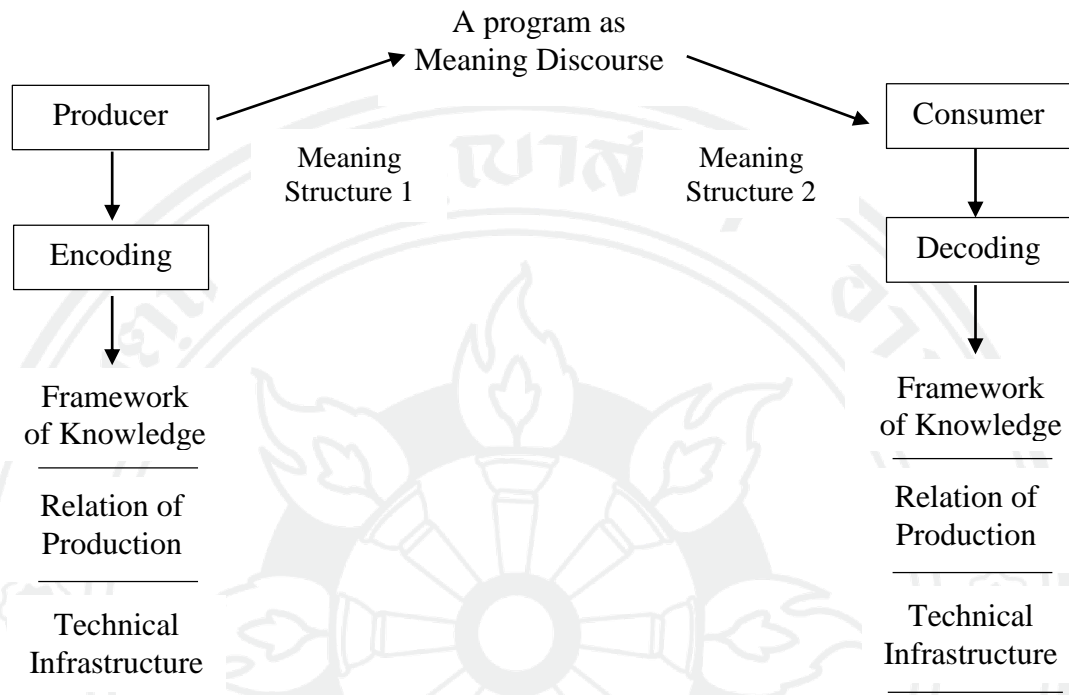 A program as
Meaning Discourse
Producer
Consumer
Meaning
Structure 1
Meaning
Structure 2
Encoding
Decoding
Framework
of Knowledge
Framework
of Knowledge
Relation of
Production
Relation of
Production
Technical
Infrastructure
Technical
Infrastructure